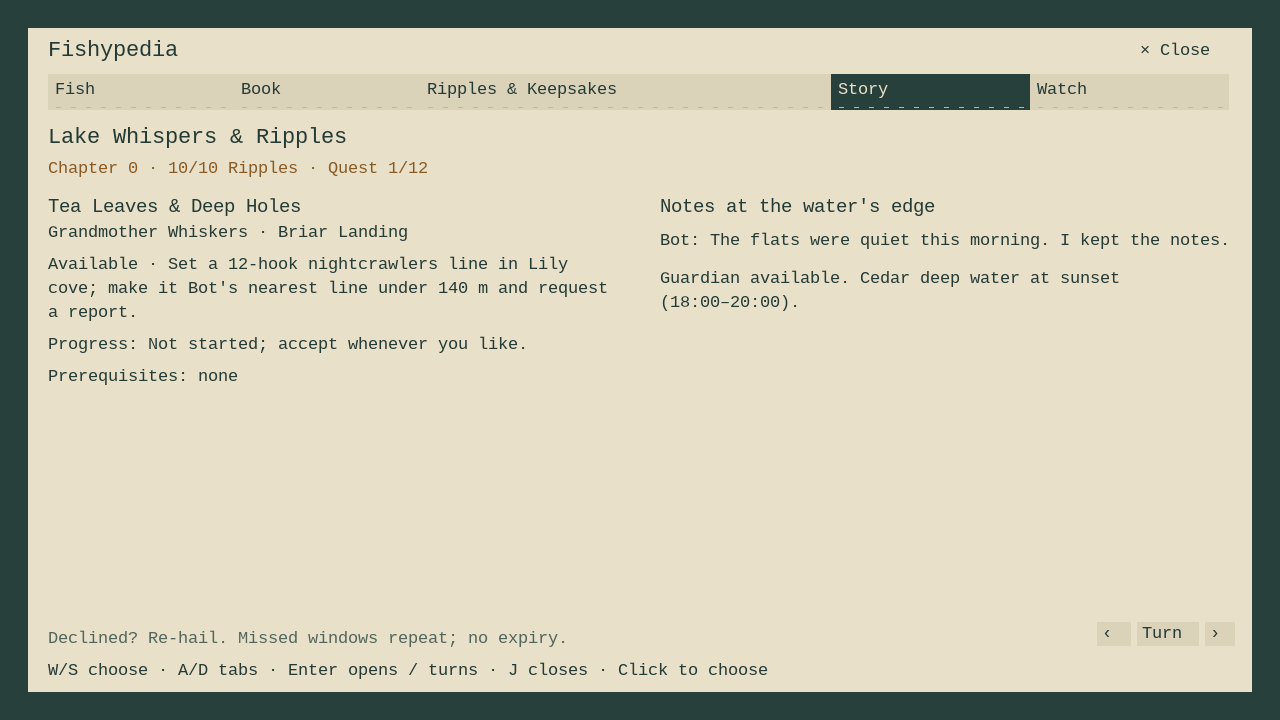 Fishypedia
× Close
Fish
Book
Ripples & Keepsakes
Story
Watch
Lake Whispers & Ripples
Chapter 0 · 10/10 Ripples · Quest 1/12
Tea Leaves & Deep Holes
Grandmother Whiskers · Briar Landing
Available · Set a 12-hook nightcrawlers line in Lily
cove; make it Bot's nearest line under 140 m and request
a report.
Progress: Not started; accept whenever you like.
Prerequisites: none
Notes at the water's edge
Bot: The flats were quiet this morning. I kept the notes.
Guardian available. Cedar deep water at sunset
(18:00–20:00).
Declined? Re-hail. Missed windows repeat; no expiry.
‹
Turn
›
W/S choose · A/D tabs · Enter opens / turns · J closes · Click to choose